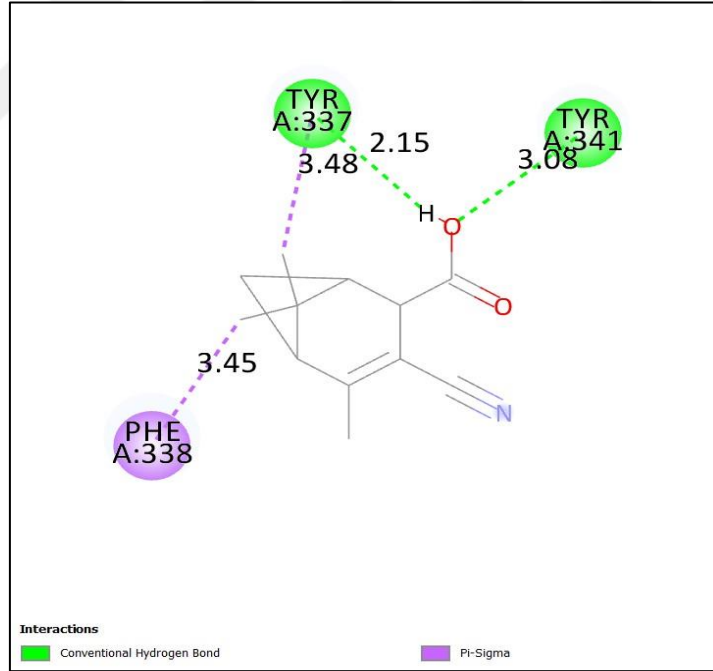 TYR
A:337
TYR
A:341
2.15
3.48
3.08
H
O
O
3.45
N
PHE
A:338
Interactions
Conventional Hydrogen Bond
Pi-Sigma